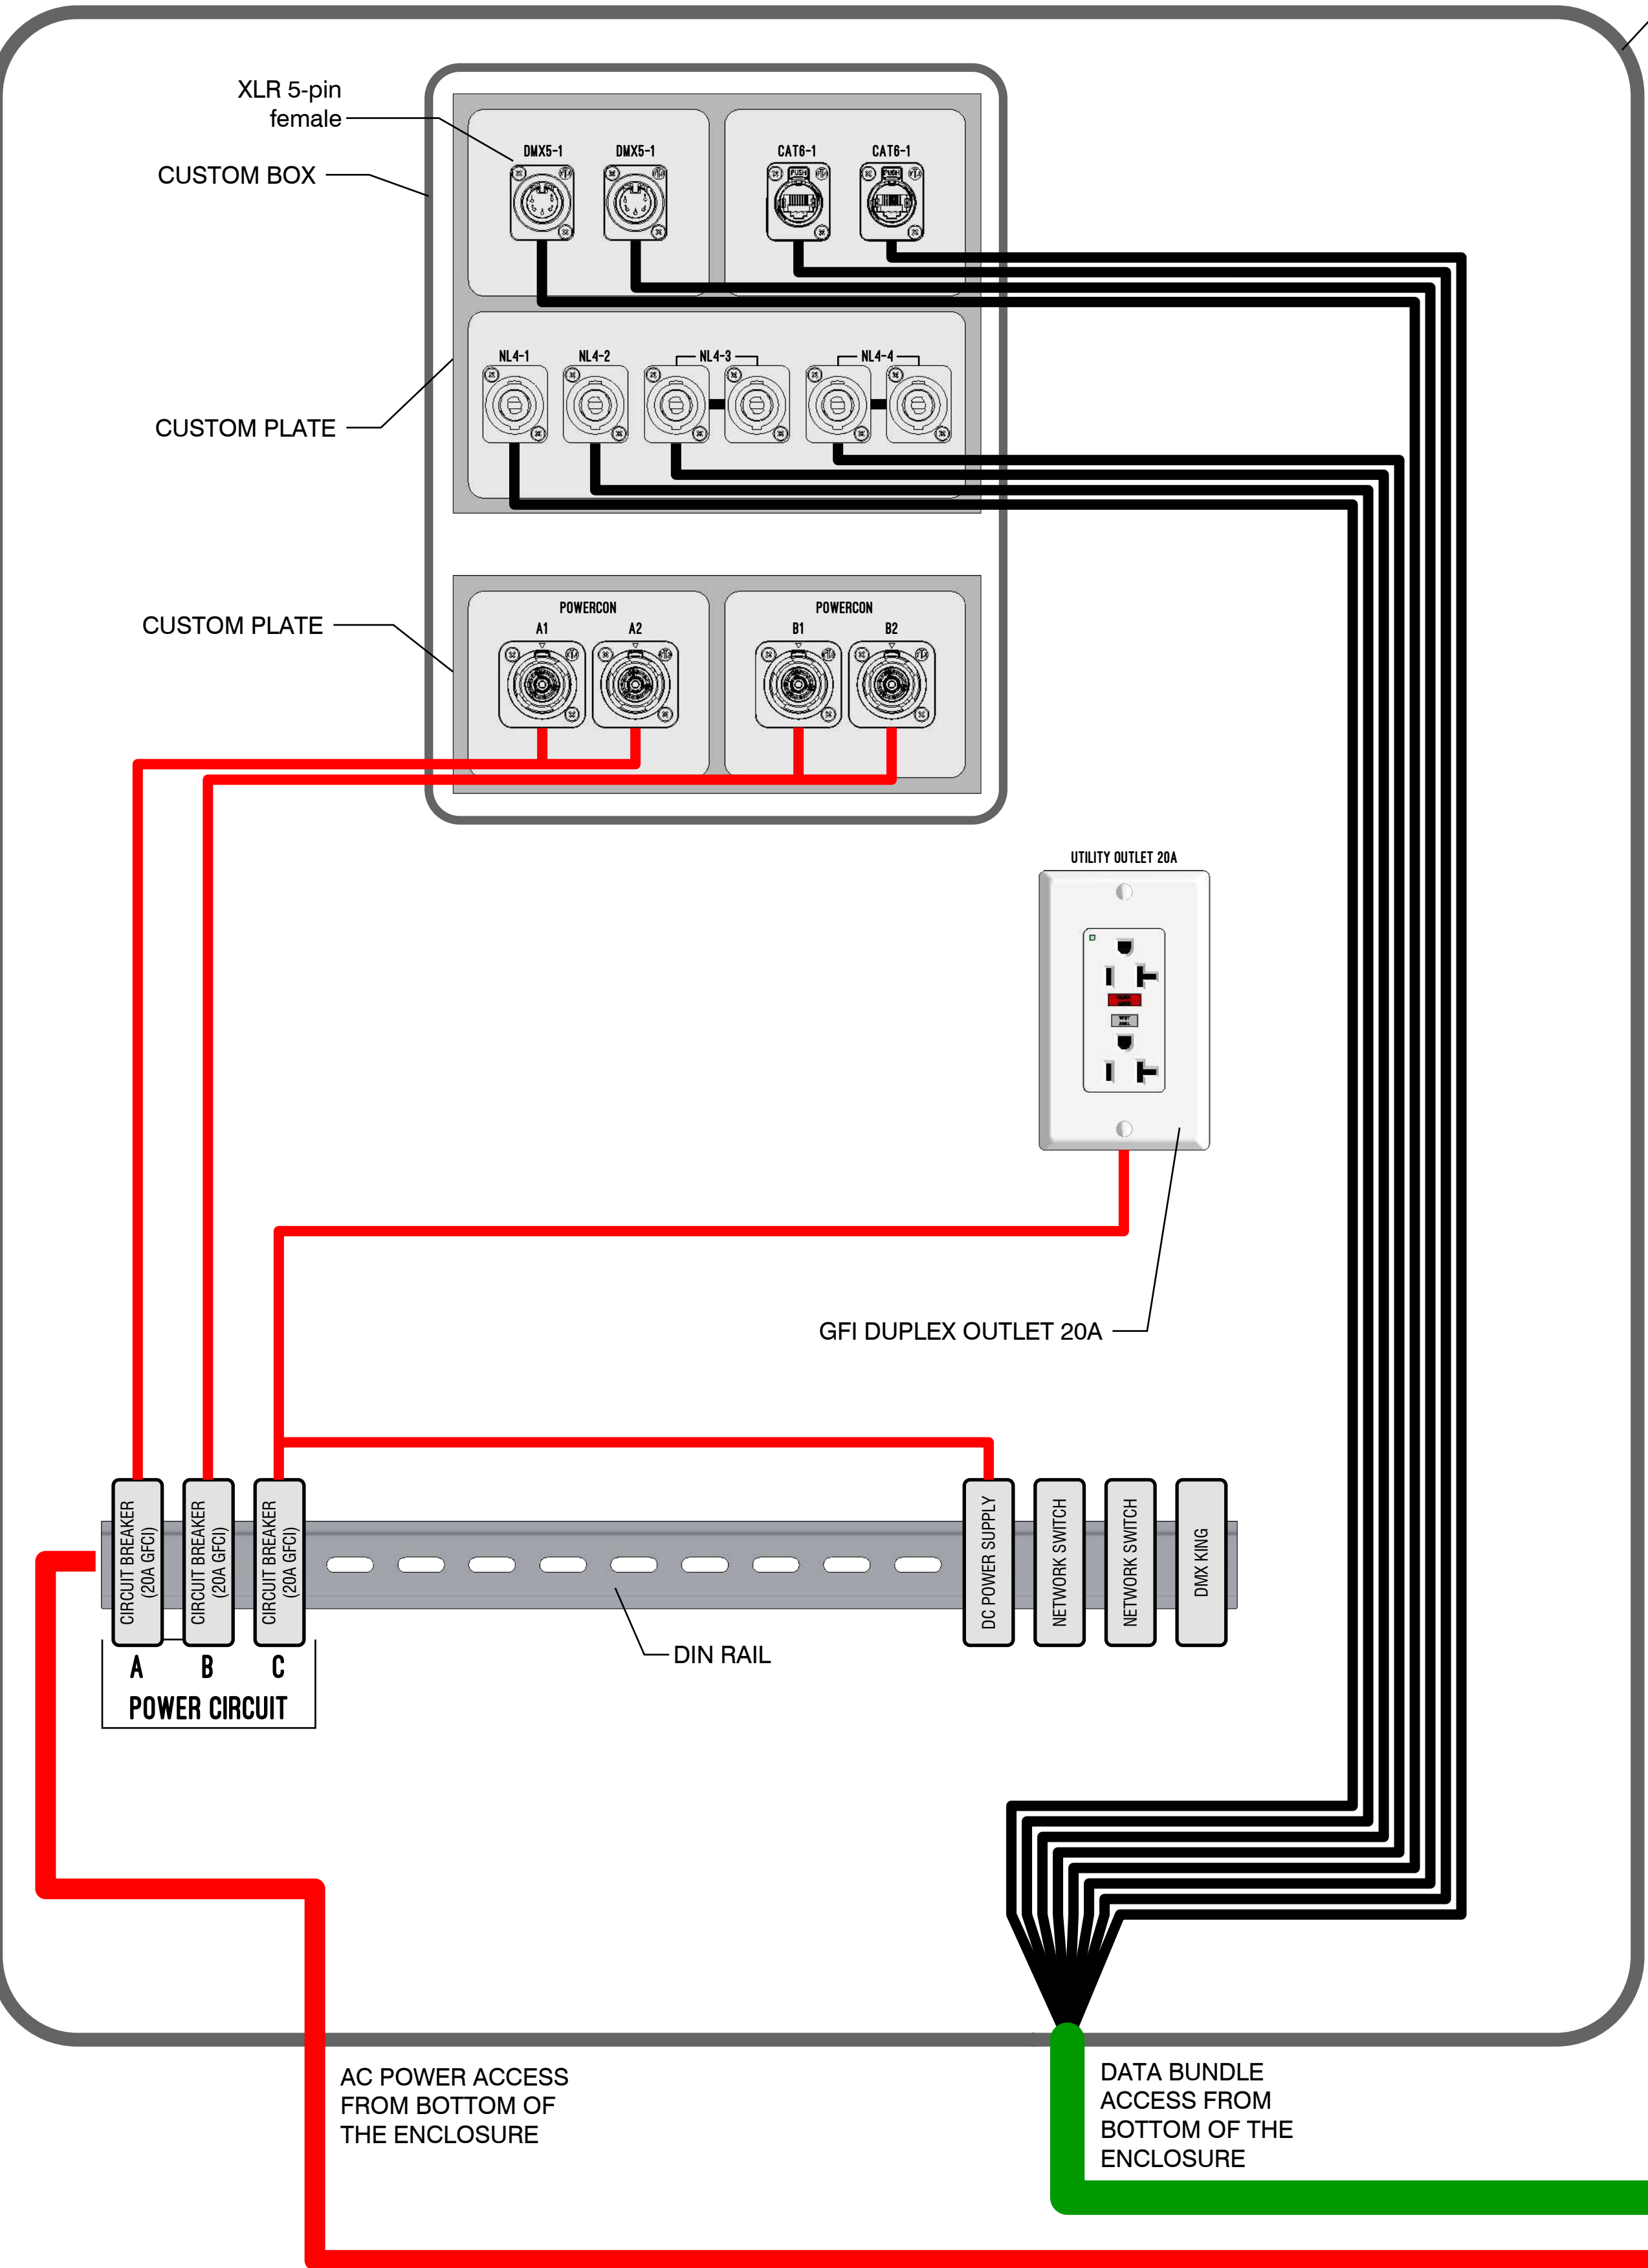 XLR 5-pin
female
CUSTOM BOX
DMX5-1
DMX5-1
CAT6-1
CAT6-1
PUSH
PUSH
NL4-1
NL4-2
NL4-3
NL4-4
CUSTOM PLATE
CUSTOM PLATE
POWERCON
A1
A2
POWERCON
B1
B2
UTILITY OUTLET 20A
GFI DUPLEX OUTLET 20A
CIRCUIT BREAKER
(20A GFCI)
CIRCUIT BREAKER
(20A GFCI)
CIRCUIT BREAKER
(20A GFCI)
DC POWER SUPPLY
NETWORK SWITCH
NETWORK SWITCH
DMX KING
A
B
C
POWER CIRCUIT
DIN RAIL
AC POWER ACCESS
FROM BOTTOM OF
THE ENCLOSURE
DATA BUNDLE
ACCESS FROM
BOTTOM OF THE
ENCLOSURE